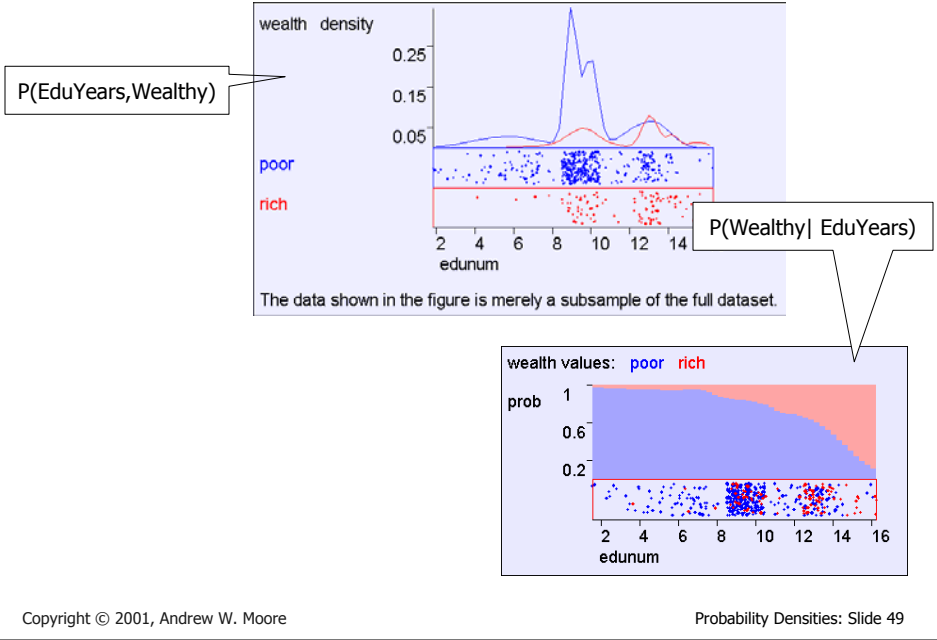 wealth density
0.25
0.15
0.05
P(EduYears,Wealthy)
poor
rich
2 4 6 8 10 12 14
edunum
The data shown in the figure is merely a subsample of the full dataset.
P(Wealthy| EduYears)
wealth values: poor rich
prob
1
0.6
0.2
2 4 6 8 10 12 14 16
edunum
Copyright © 2001, Andrew W. Moore
Probability Densities: Slide 49